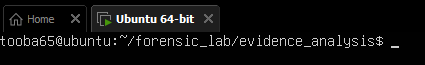 Home Ubuntu 64-bit
tooba65@ubuntu:~/forensic_lab/evidence_analysis$ _